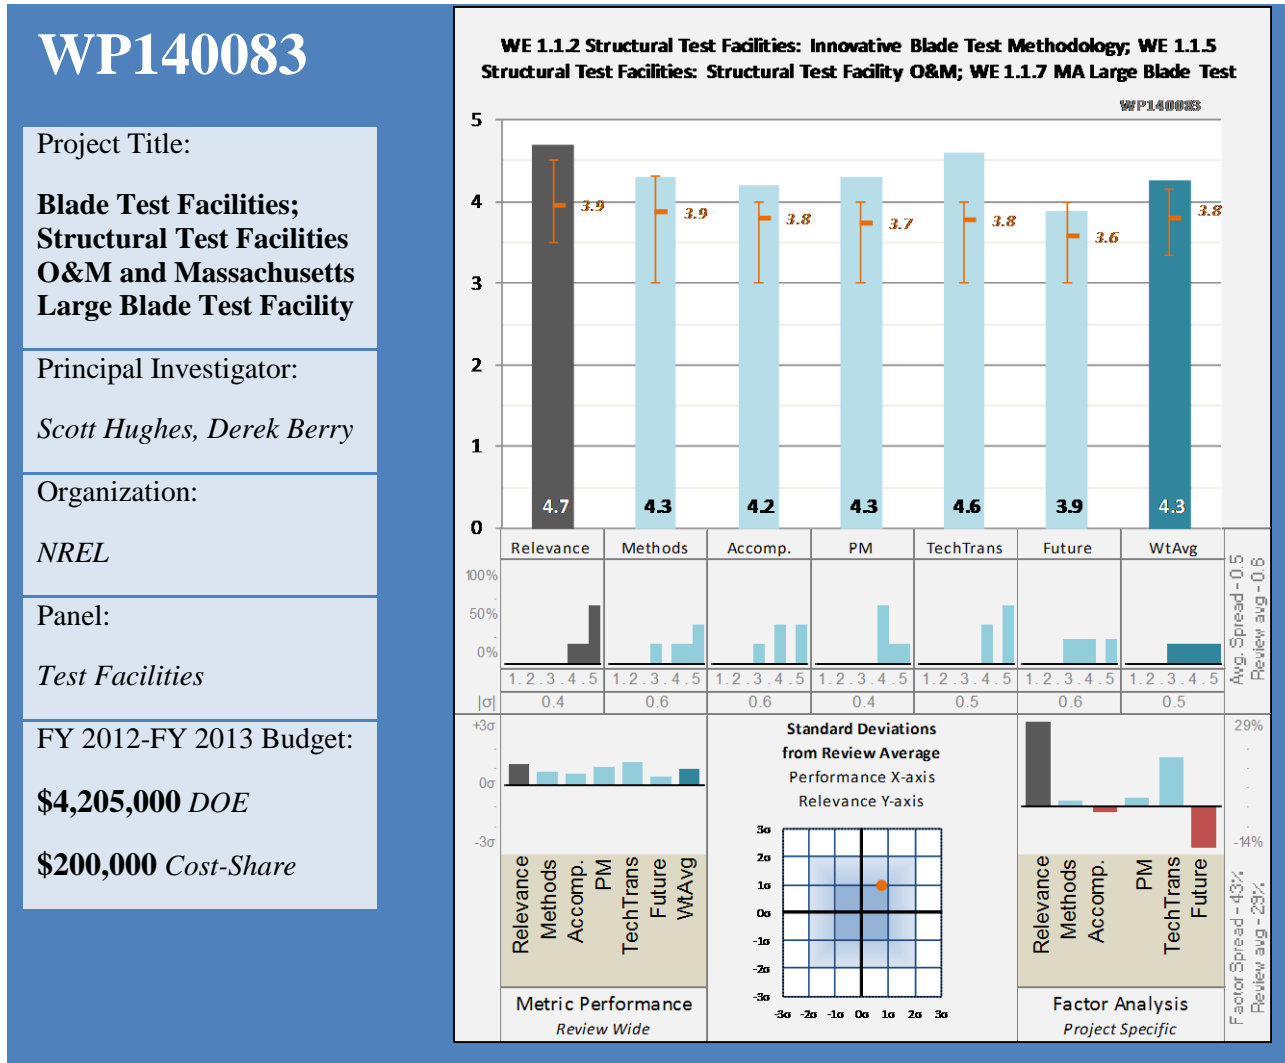 WP140083
Project Title:
Blade Test Facilities;
Structural Test Facilities
O&M and Massachusetts
Large Blade Test Facility
Principal Investigator:
Scott Hughes, Derek Berry
Organization:
NREL
Panel:
Test Facilities
FY 2012-FY 2013 Budget:
$4,205,000 DOE
$200,000 Cost-Share
WE 1.1.2 Structural Test Facilities: Innovative Blade Test Methodology; WE 1.1.5
Structural Test Facilities: Structural Test Facility O&M; WE 1.1.7 MA Large Blade Test
WP140083
5
4
3
2
1
0
3.9
3.9
3.8
3.7
3.8
3.6
3.8
4.7
4.3
4.2
4.3
4.6
3.9
4.3
Relevance
Methods
Accomp.
PM
TechTrans
Future
WtAvg
100%
50%
0%
1.2.3.4.5
1.2.3.4.5
1.2.3.4.5
1.2.3.4.5
1.2.3.4.5
1.2.3.4.5
1.2.3.4.5
|σ|
0.4
0.6
0.6
0.4
0.5
0.6
0.5
Avg. Spread - 0.5
Review avg - 0.6
+3σ
0σ
-3σ
Relevance
Methods
Accomp.
PM
TechTrans
Future
WtAvg
Metric Performance
Review Wide
Standard Deviations
from Review Average
Performance X-axis
Relevance Y-axis
3σ
2σ
1σ
0σ
-1σ
-2σ
-3σ
-3σ -2σ -1σ 0σ 1σ 2σ 3σ
29%
-14%
Relevance
Methods
Accomp.
PM
TechTrans
Future
Factor Analysis
Project Specific
Factor Spread - 43%
Review avg - 29%